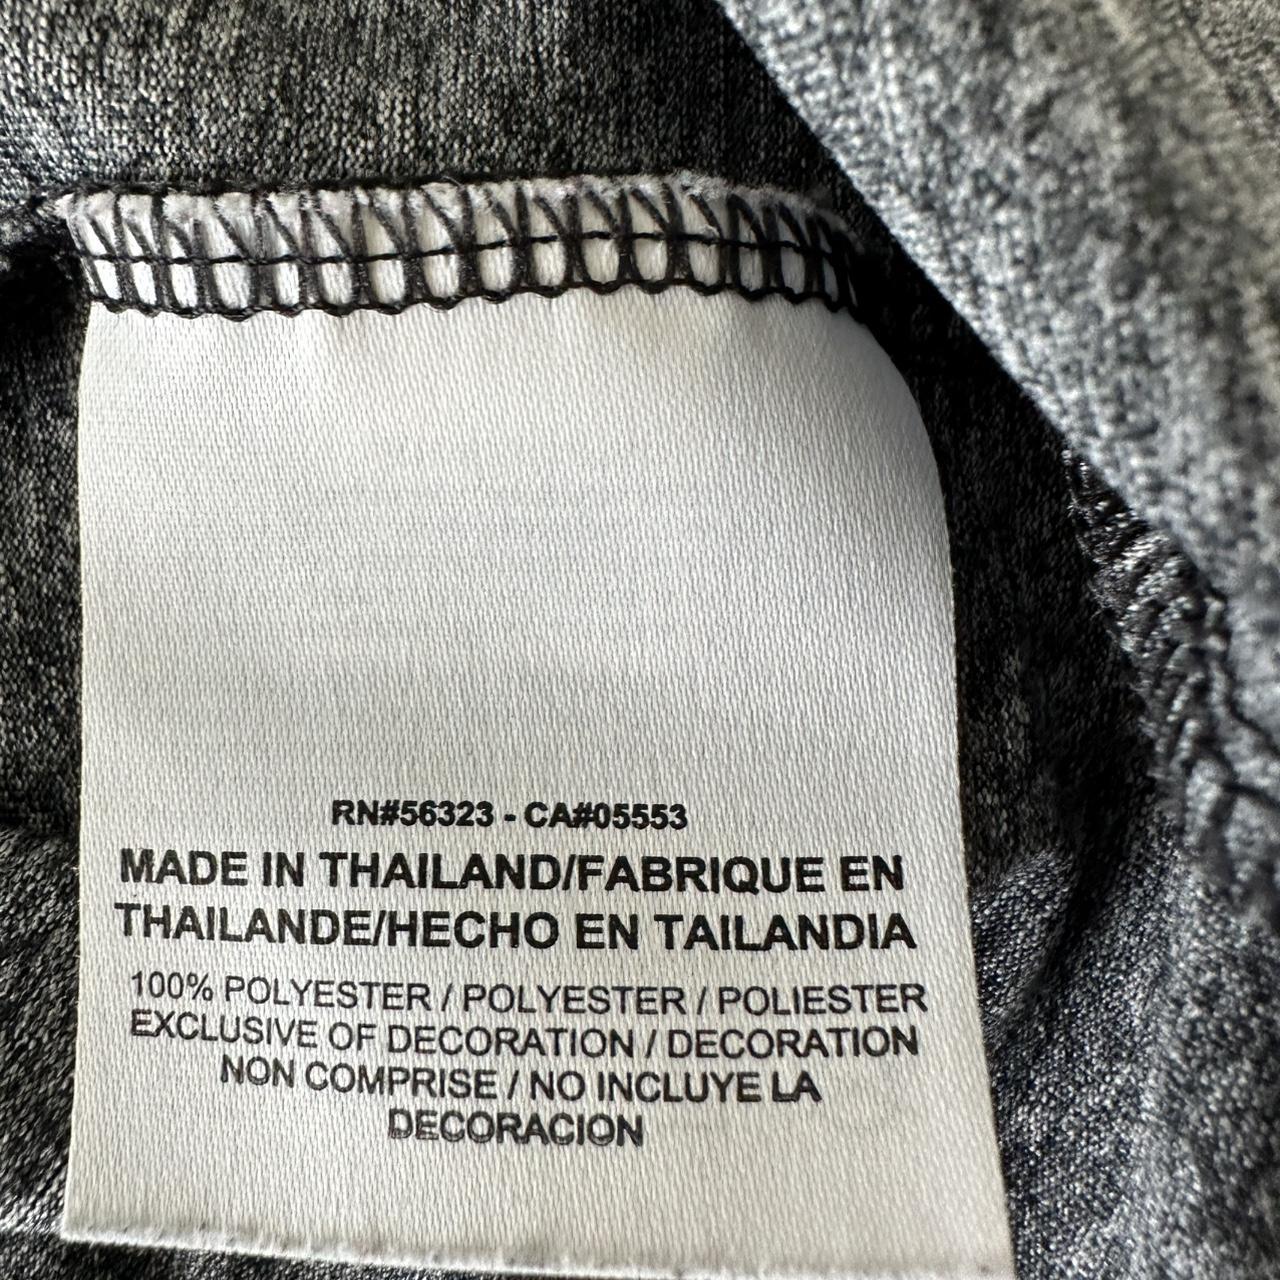 RN#56323 - CA#05553
MADE IN THAILAND/FABRIQUE EN
THAILANDE/HECHO EN TAILANDIA
100% POLYESTER / POLYESTER / POLIESTER
EXCLUSIVE OF DECORATION / DECORATION
NON COMPRISE / NO INCLUYE LA
DECORACION